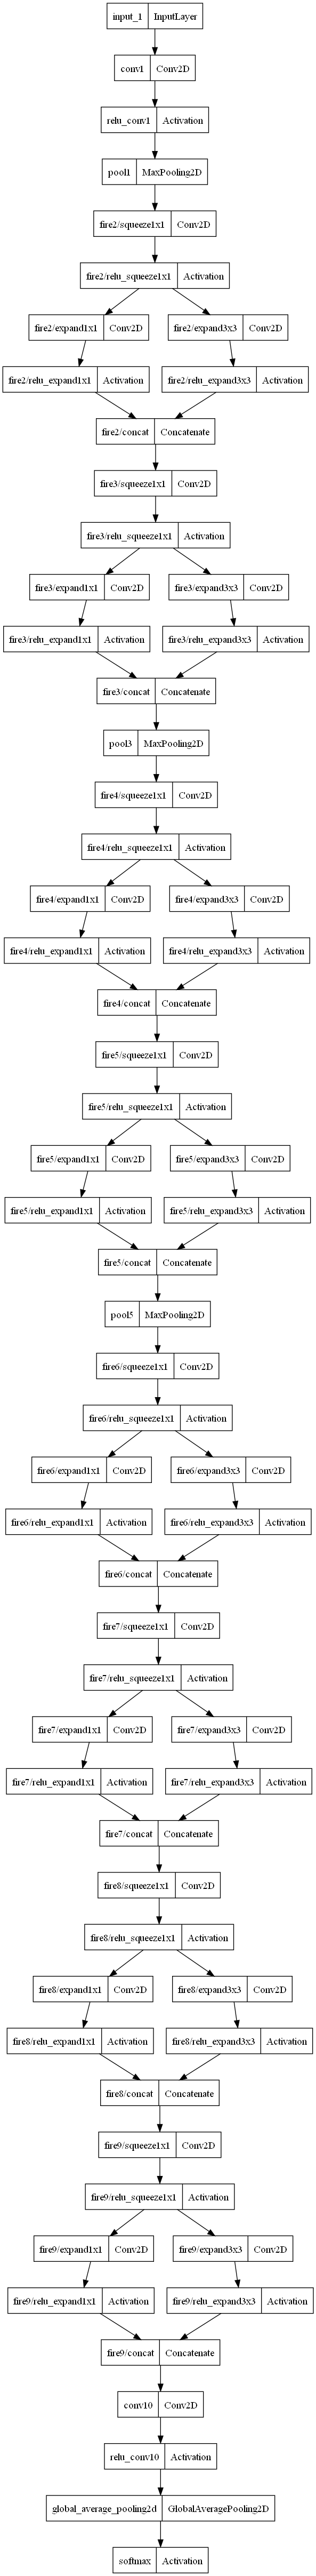 input_1 InputLayer
conv1 Conv2D
relu_conv1 Activation
pool1 MaxPooling2D
fire2/squeeze1x1 Conv2D
fire2/relu_squeeze1x1 Activation
fire2/expand1x1 Conv2D fire2/expand3x3 Conv2D
fire2/relu_expand1x1 Activation fire2/relu_expand3x3 Activation
fire2/concat Concatenate
fire3/squeeze1x1 Conv2D
fire3/relu_squeeze1x1 Activation
fire3/expand1x1 Conv2D fire3/expand3x3 Conv2D
fire3/relu_expand1x1 Activation fire3/relu_expand3x3 Activation
fire3/concat Concatenate
pool3 MaxPooling2D
fire4/squeeze1x1 Conv2D
fire4/relu_squeeze1x1 Activation
fire4/expand1x1 Conv2D fire4/expand3x3 Conv2D
fire4/relu_expand1x1 Activation fire4/relu_expand3x3 Activation
fire4/concat Concatenate
fire5/squeeze1x1 Conv2D
fire5/relu_squeeze1x1 Activation
fire5/expand1x1 Conv2D fire5/expand3x3 Conv2D
fire5/relu_expand1x1 Activation fire5/relu_expand3x3 Activation
fire5/concat Concatenate
pool5 MaxPooling2D
fire6/squeeze1x1 Conv2D
fire6/relu_squeeze1x1 Activation
fire6/expand1x1 Conv2D fire6/expand3x3 Conv2D
fire6/relu_expand1x1 Activation fire6/relu_expand3x3 Activation
fire6/concat Concatenate
fire7/squeeze1x1 Conv2D
fire7/relu_squeeze1x1 Activation
fire7/expand1x1 Conv2D fire7/expand3x3 Conv2D
fire7/relu_expand1x1 Activation fire7/relu_expand3x3 Activation
fire7/concat Concatenate
fire8/squeeze1x1 Conv2D
fire8/relu_squeeze1x1 Activation
fire8/expand1x1 Conv2D fire8/expand3x3 Conv2D
fire8/relu_expand1x1 Activation fire8/relu_expand3x3 Activation
fire8/concat Concatenate
fire9/squeeze1x1 Conv2D
fire9/relu_squeeze1x1 Activation
fire9/expand1x1 Conv2D fire9/expand3x3 Conv2D
fire9/relu_expand1x1 Activation fire9/relu_expand3x3 Activation
fire9/concat Concatenate
conv10 Conv2D
relu_conv10 Activation
global_average_pooling2d GlobalAveragePooling2D
softmax Activation